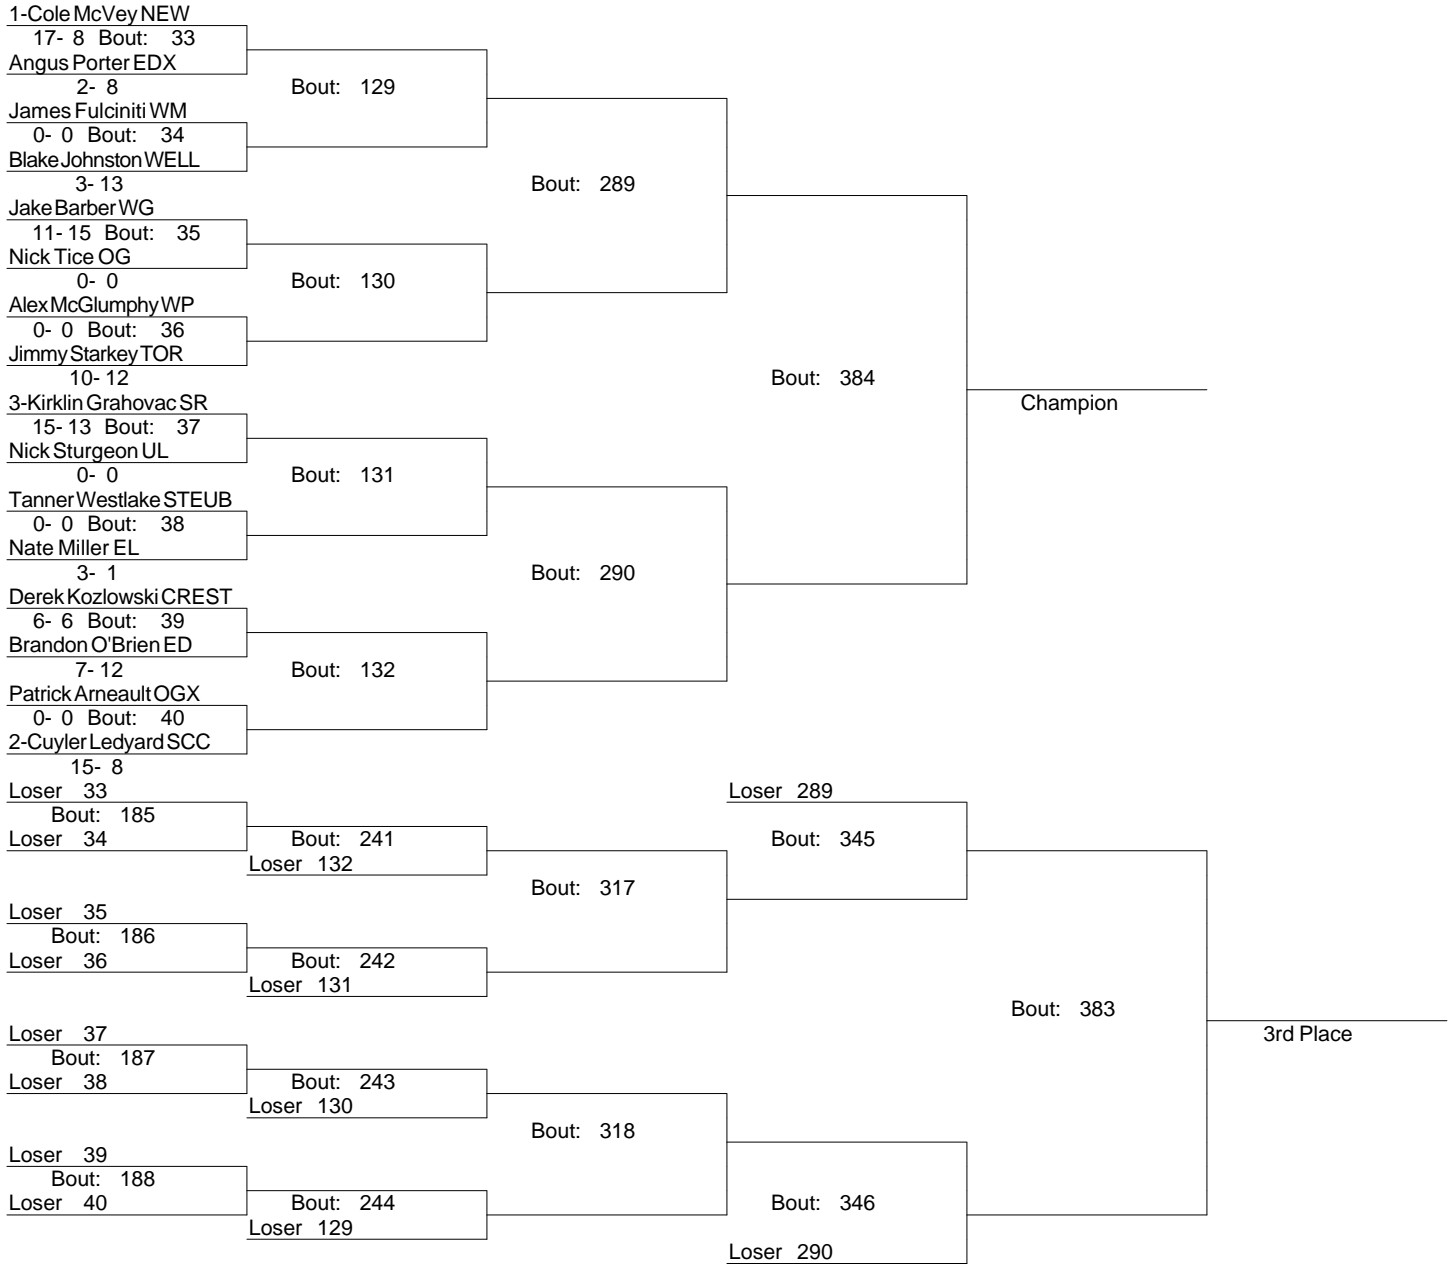 1-Cole McVey NEW
17- 8 Bout: 33
Angus Porter EDX
2- 8 Bout: 129
James Fulciniti WM
0- 0 Bout: 34
Blake Johnston WELL
3- 13 Bout: 289
Jake Barber WG
11- 15 Bout: 35
Nick Tice OG
0- 0 Bout: 130
Alex McGlumphy WP
0- 0 Bout: 36
Jimmy Starkey TOR
10- 12 Bout: 384
3-Kirklin Grahovac SR Champion
15- 13 Bout: 37
Nick Sturgeon UL
0- 0 Bout: 131
Tanner Westlake STEUB
0- 0 Bout: 38
Nate Miller EL
3- 1 Bout: 290
Derek Kozlowski CREST
6- 6 Bout: 39
Brandon O'Brien ED
7- 12 Bout: 132
Patrick Arneault OGX
0- 0 Bout: 40
2-Cuyler Ledyard SCC
15- 8
Loser 33 Loser 289
Bout: 185
Loser 34 Bout: 241 Bout: 345
Loser 132
Bout: 317
Loser 35
Bout: 186
Loser 36 Bout: 242
Loser 131
Bout: 383
Loser 37 3rd Place
Bout: 187
Loser 38 Bout: 243
Loser 130
Bout: 318
Loser 39
Bout: 188
Loser 40 Bout: 244 Bout: 346
Loser 129
Loser 290